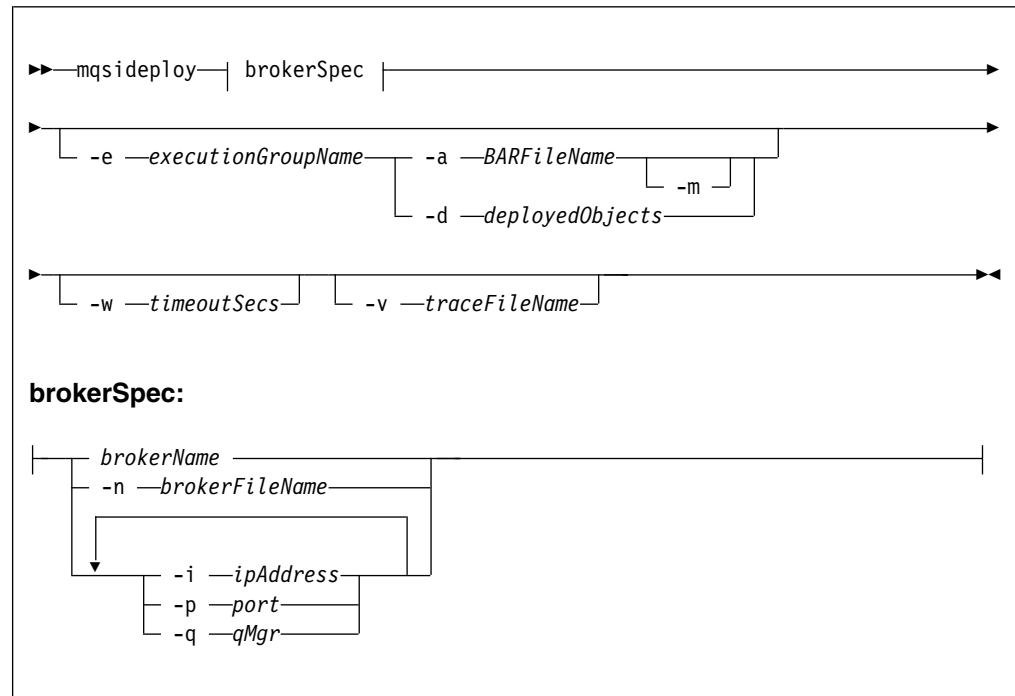 mqsideploy brokerSpec
-e executionGroupName -a BARFileName
-m
-d deployedObjects
-w timeoutSecs -v traceFileName
brokerSpec:
brokerName
-n brokerFileName
-i ipAddress
-p port
-q qMgr